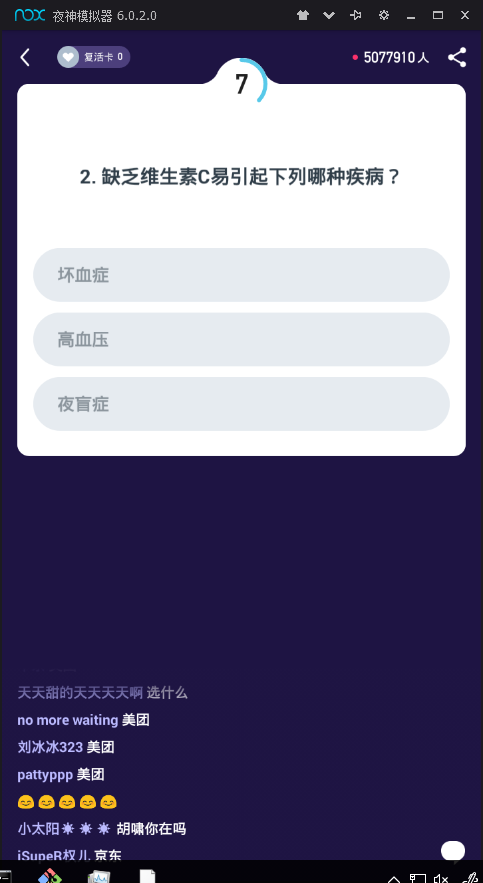 nox 夜神模拟器 6.0.2.0
复活卡 0
5077910 人
7
2. 缺乏维生素C易引起下列哪种疾病？
坏血症
高血压
夜盲症
天天甜的天天天天啊 选什么
no more waiting 美团
刘冰冰323 美团
pattyppp 美团
😊 😊 😊 😊 😊
小太阳☀ ☀ ☀ 胡啸你在吗
iSupeR权儿 京东